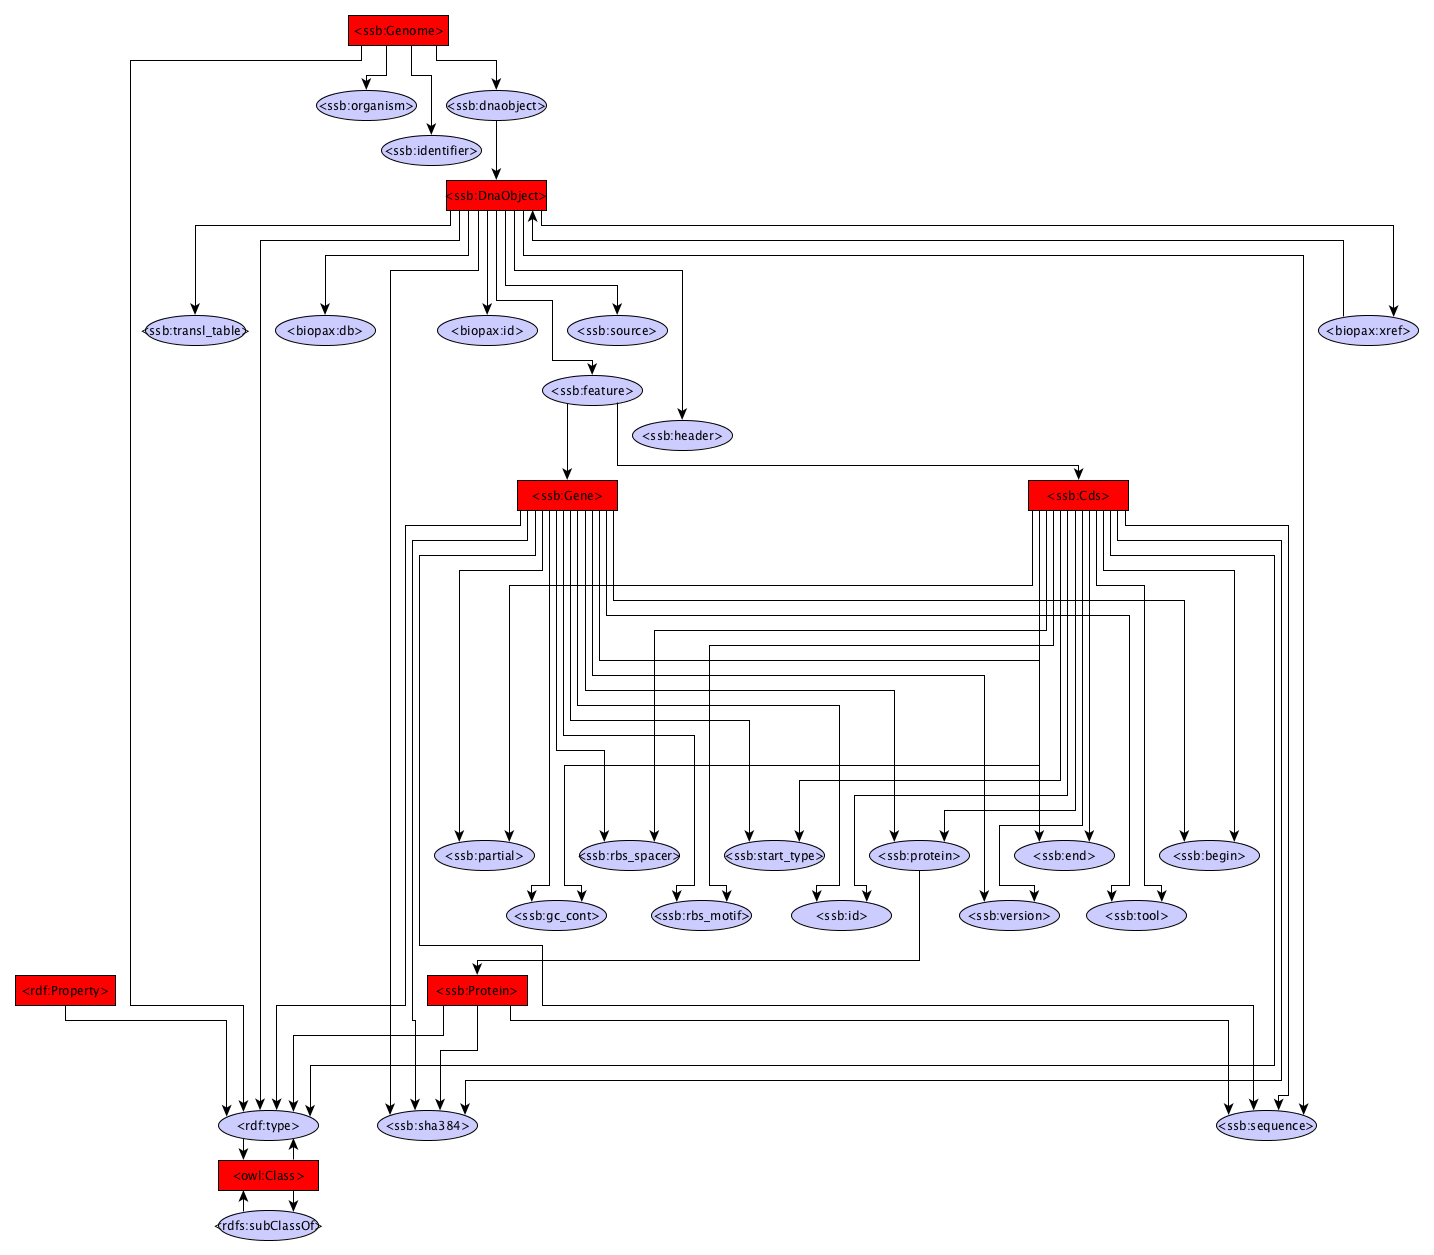 <ssb:Genome>
<ssb:organism>
<ssb:dnaobject>
<ssb:identifier>
<ssb:DnaObject>
<ssb:transl_table>
<biopax:db>
<biopax:id>
<ssb:source>
<biopax:xref>
<ssb:feature>
<ssb:header>
<ssb:Gene>
<ssb:Cds>
<ssb:partial>
<ssb:rbs_spacer>
<ssb:start_type>
<ssb:protein>
<ssb:end>
<ssb:begin>
<ssb:gc_cont>
<ssb:rbs_motif>
<ssb:id>
<ssb:version>
<ssb:tool>
<rdf:Property>
<ssb:Protein>
<rdf:type>
<ssb:sha384>
<ssb:sequence>
<owl:Class>
<rdfs:subClassOf>